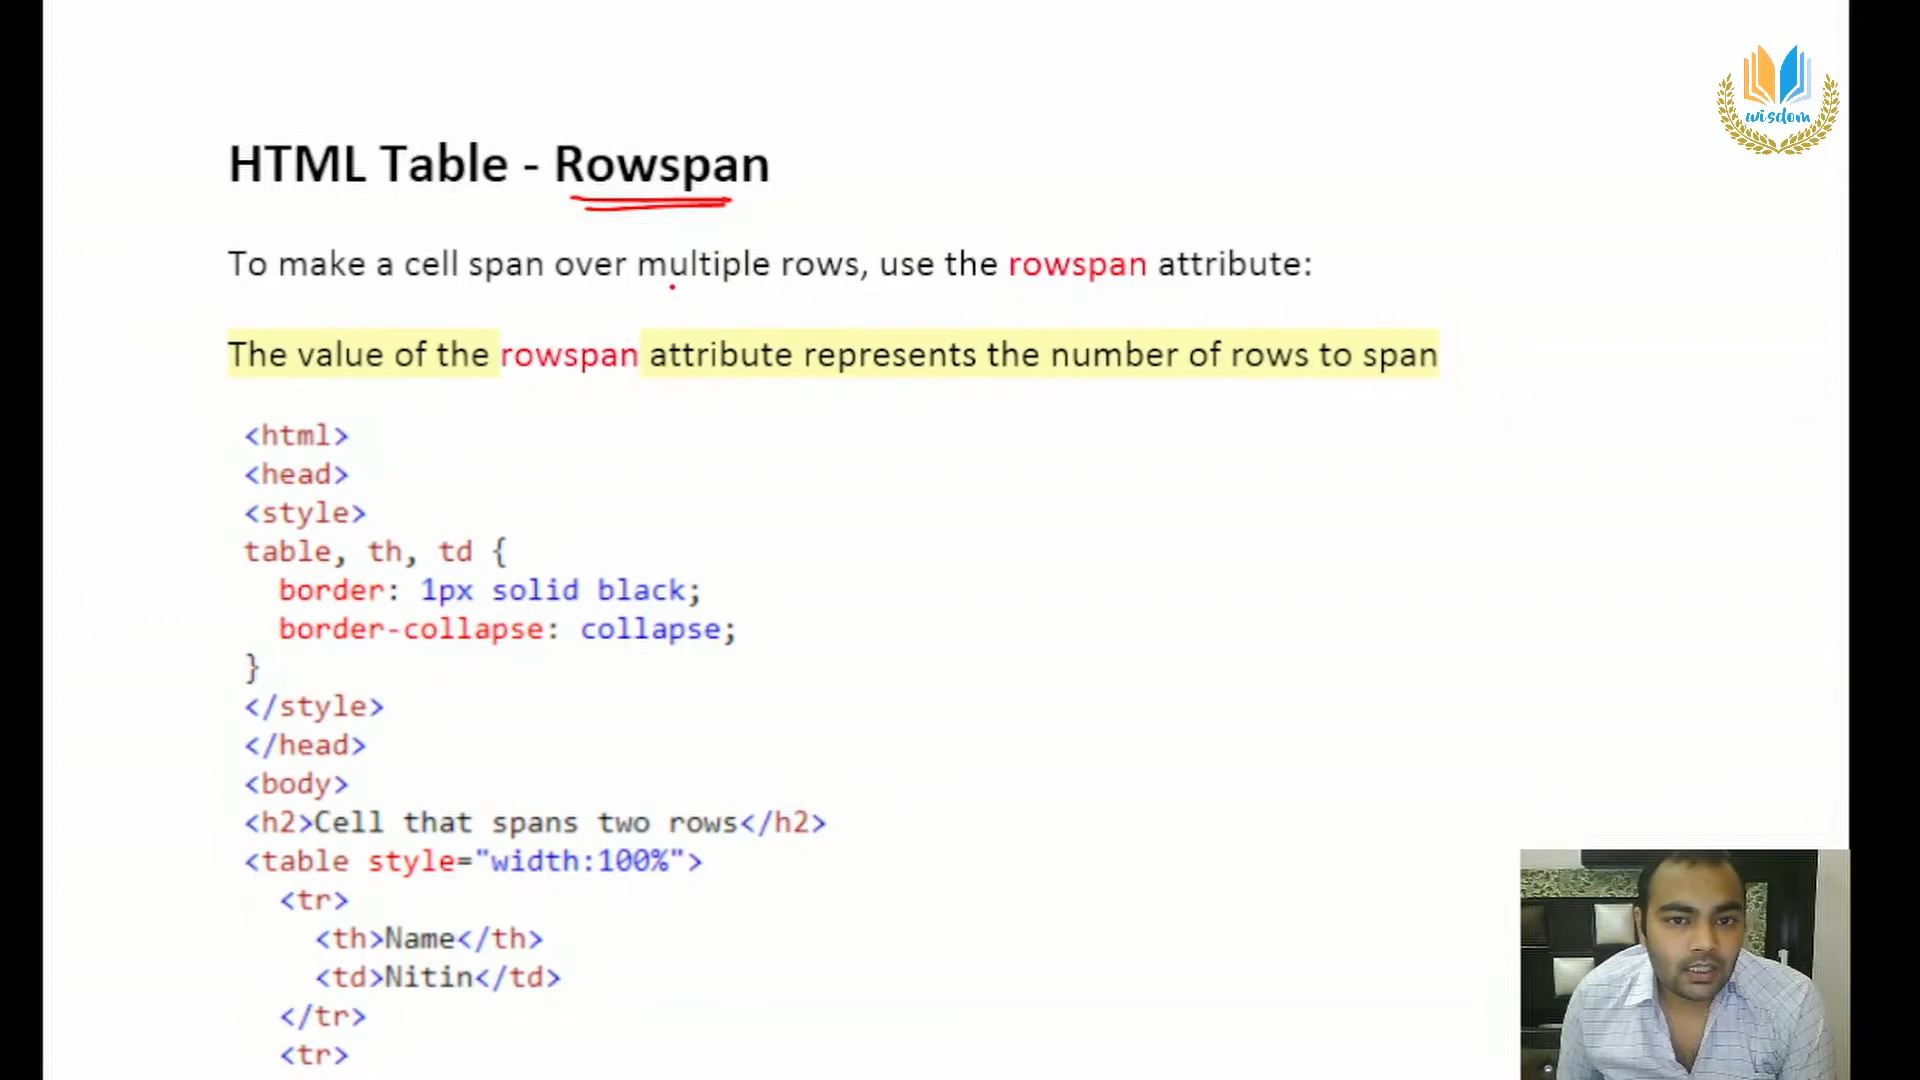 wisdom
HTML Table - Rowspan
To make a cell span over multiple rows, use the rowspan attribute:
The value of the rowspan attribute represents the number of rows to span
<html>
<head>
<style>
table, th, td {
  border: 1px solid black;
  border-collapse: collapse;
}
</style>
</head>
<body>
<h2>Cell that spans two rows</h2>
<table style="width:100%">
  <tr>
    <th>Name</th>
    <td>Nitin</td>
  </tr>
  <tr>